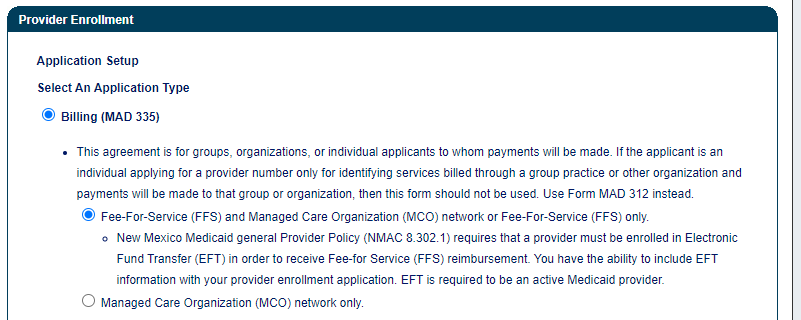 Provider Enrollment
Application Setup
Select An Application Type
Billing (MAD 335)
This agreement is for groups, organizations, or individual applicants to whom payments will be made. If the applicant is an
individual applying for a provider number only for identifying services billed through a group practice or other organization and
payments will be made to that group or organization, then this form should not be used. Use Form MAD 312 instead.
Fee-For-Service (FFS) and Managed Care Organization (MCO) network or Fee-For-Service (FFS) only.
New Mexico Medicaid general Provider Policy (NMAC 8.302.1) requires that a provider must be enrolled in Electronic
Fund Transfer (EFT) in order to receive Fee-for Service (FFS) reimbursement. You have the ability to include EFT
information with your provider enrollment application. EFT is required to be an active Medicaid provider.
Managed Care Organization (MCO) network only.